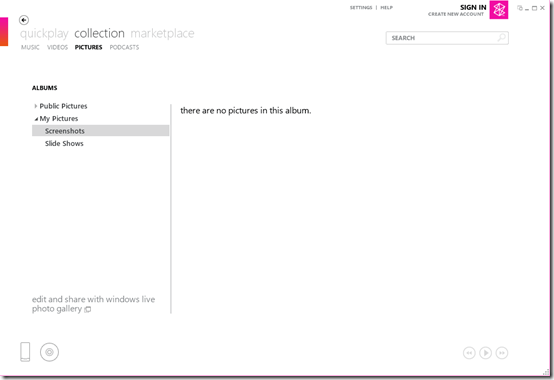 SETTINGS | HELP
SIGN IN
CREATE NEW ACCOUNT
quickplay collection marketplace
MUSIC VIDEOS PICTURES PODCASTS
SEARCH
ALBUMS
Public Pictures
My Pictures
Screenshots
Slide Shows
there are no pictures in this album.
edit and share with windows live
photo gallery